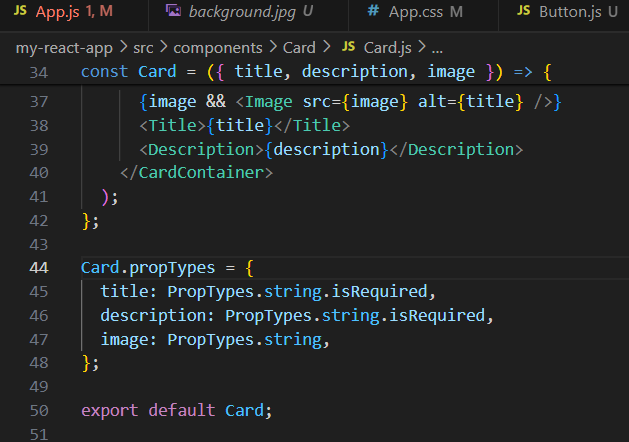 JS App.js 1, M background.jpg U # App.css M JS Button.js U
my-react-app > src > components > Card > JS Card.js > ...
34 const Card = ({ title, description, image }) => {
37 {image && <Image src={image} alt={title} />}
38 <Title>{title}</Title>
39 <Description>{description}</Description>
40 </CardContainer>
41 );
42 };
43
44 Card.propTypes = {
45 title: PropTypes.string.isRequired,
46 description: PropTypes.string.isRequired,
47 image: PropTypes.string,
48 };
49
50 export default Card;
51